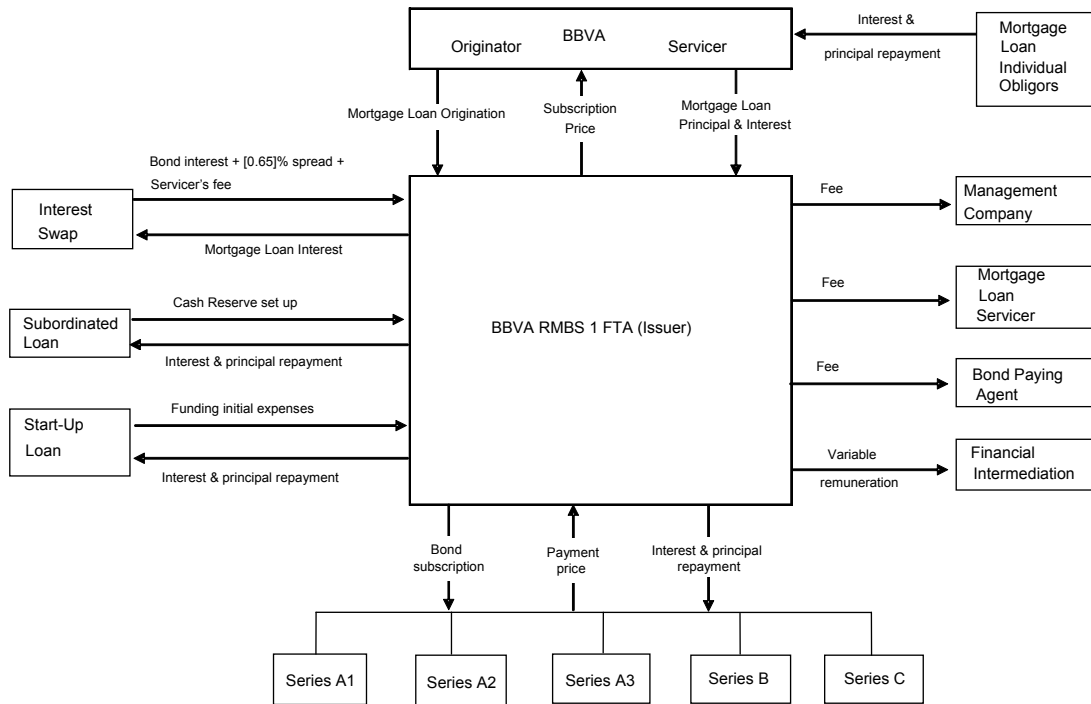 BBVA
Originator
Servicer
Interest &
principal repayment
Mortgage
Loan
Individual
Obligors
Mortgage Loan Origination
Subscription
Price
Mortgage Loan
Principal & Interest
Bond interest + [0.65]% spread +
Servicer's fee
Interest
Swap
Mortgage Loan Interest
Cash Reserve set up
Subordinated
Loan
Interest & principal repayment
Funding initial expenses
Start-Up
Loan
Interest & principal repayment
BBVA RMBS 1 FTA (Issuer)
Fee
Management
Company
Fee
Mortgage
Loan
Servicer
Fee
Bond Paying
Agent
Variable
remuneration
Financial
Intermediation
Bond
subscription
Payment
price
Interest & principal
repayment
Series A1
Series A2
Series A3
Series B
Series C